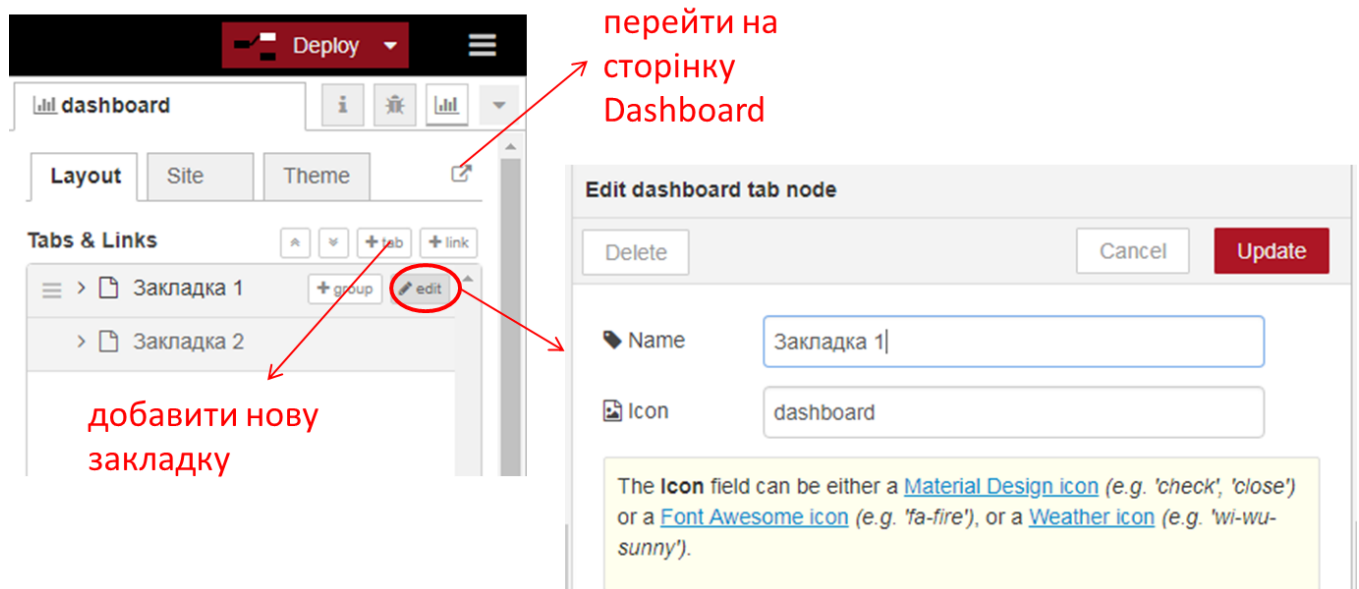 перейти на
сторінку
Dashboard
Deploy
dashboard
Layout Site Theme
Tabs & Links +tab +link
Закладка 1 +group edit
Закладка 2
добавити нову
закладку
Edit dashboard tab node
Delete Cancel Update
Name Закладка 1
Icon dashboard
The Icon field can be either a Material Design icon (e.g. 'check', 'close')
or a Font Awesome icon (e.g. 'fa-fire'), or a Weather icon (e.g. 'wi-wu-
sunny').